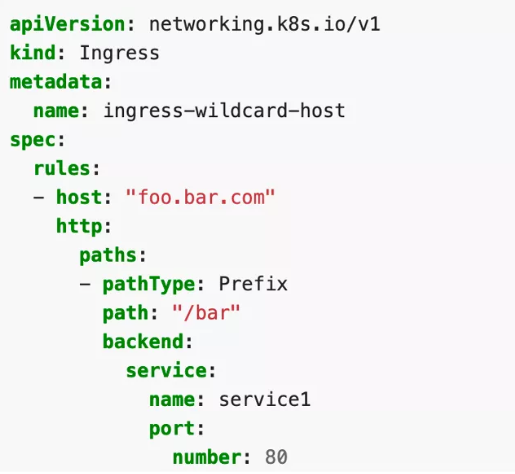 apiVersion: networking.k8s.io/v1
kind: Ingress
metadata:
  name: ingress-wildcard-host
spec:
  rules:
  - host: "foo.bar.com"
    http:
      paths:
      - pathType: Prefix
        path: "/bar"
        backend:
          service:
            name: service1
            port:
              number: 80